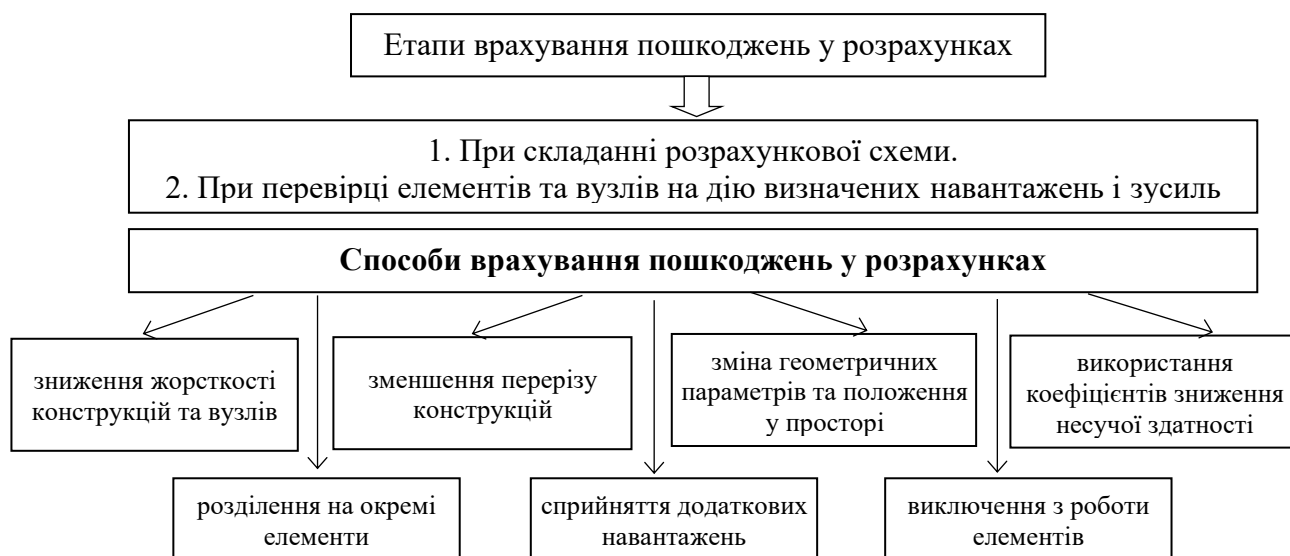 Етапи врахування пошкоджень у розрахунках
1. При складанні розрахункової схеми.
2. При перевірці елементів та вузлів на дію визначених навантажень і зусиль
Способи врахування пошкоджень у розрахунках
зниження жорсткості
конструкцій та вузлів
зменшення перерізу
конструкцій
зміна геометричних
параметрів та положення
у просторі
використання
коефіцієнтів зниження
несучої здатності
розділення на окремі
елементи
сприйняття додаткових
навантажень
виключення з роботи
елементів